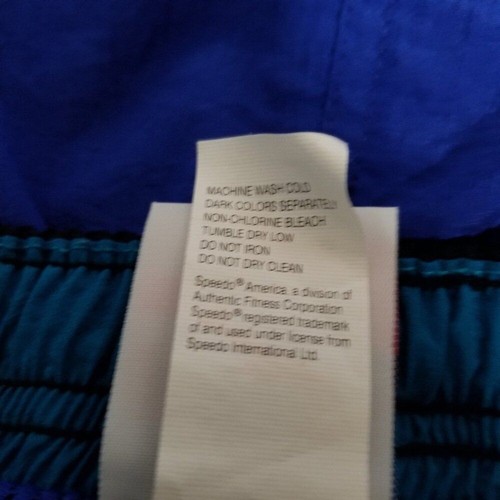 MACHINE WASH COLD
DARK COLORS SEPARATELY
NON-CHLORINE BLEACH
TUMBLE DRY LOW
DO NOT IRON
DO NOT DRY CLEAN
Speedo® America, a division of
Authentic Fitness Corporation
Speedo® registered trademark
of and used under license from
Speedo International Ltd.